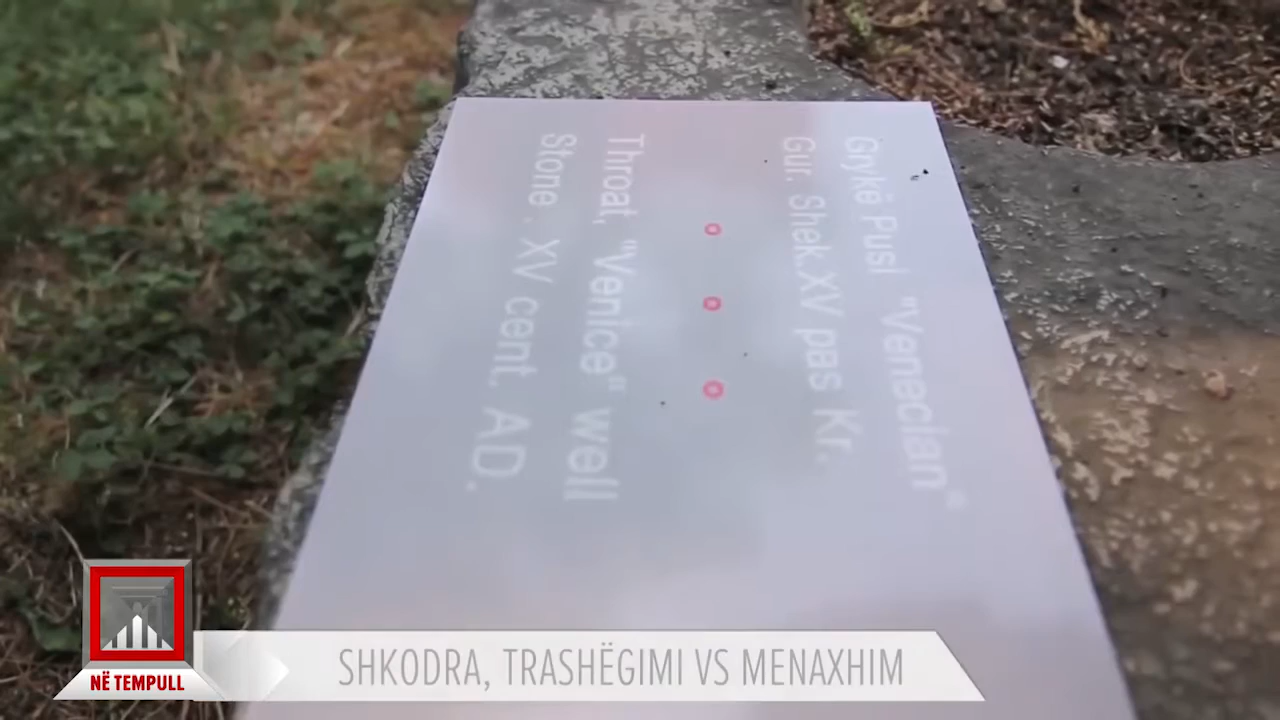 Grykë Pusi "Venecian"
Gur. Shek.XV pas Kr.
Throat, "Venice" well
Stone . XV cent. AD.
NË TEMPULL
SHKODRA, TRASHËGIMI VS MENAXHIM